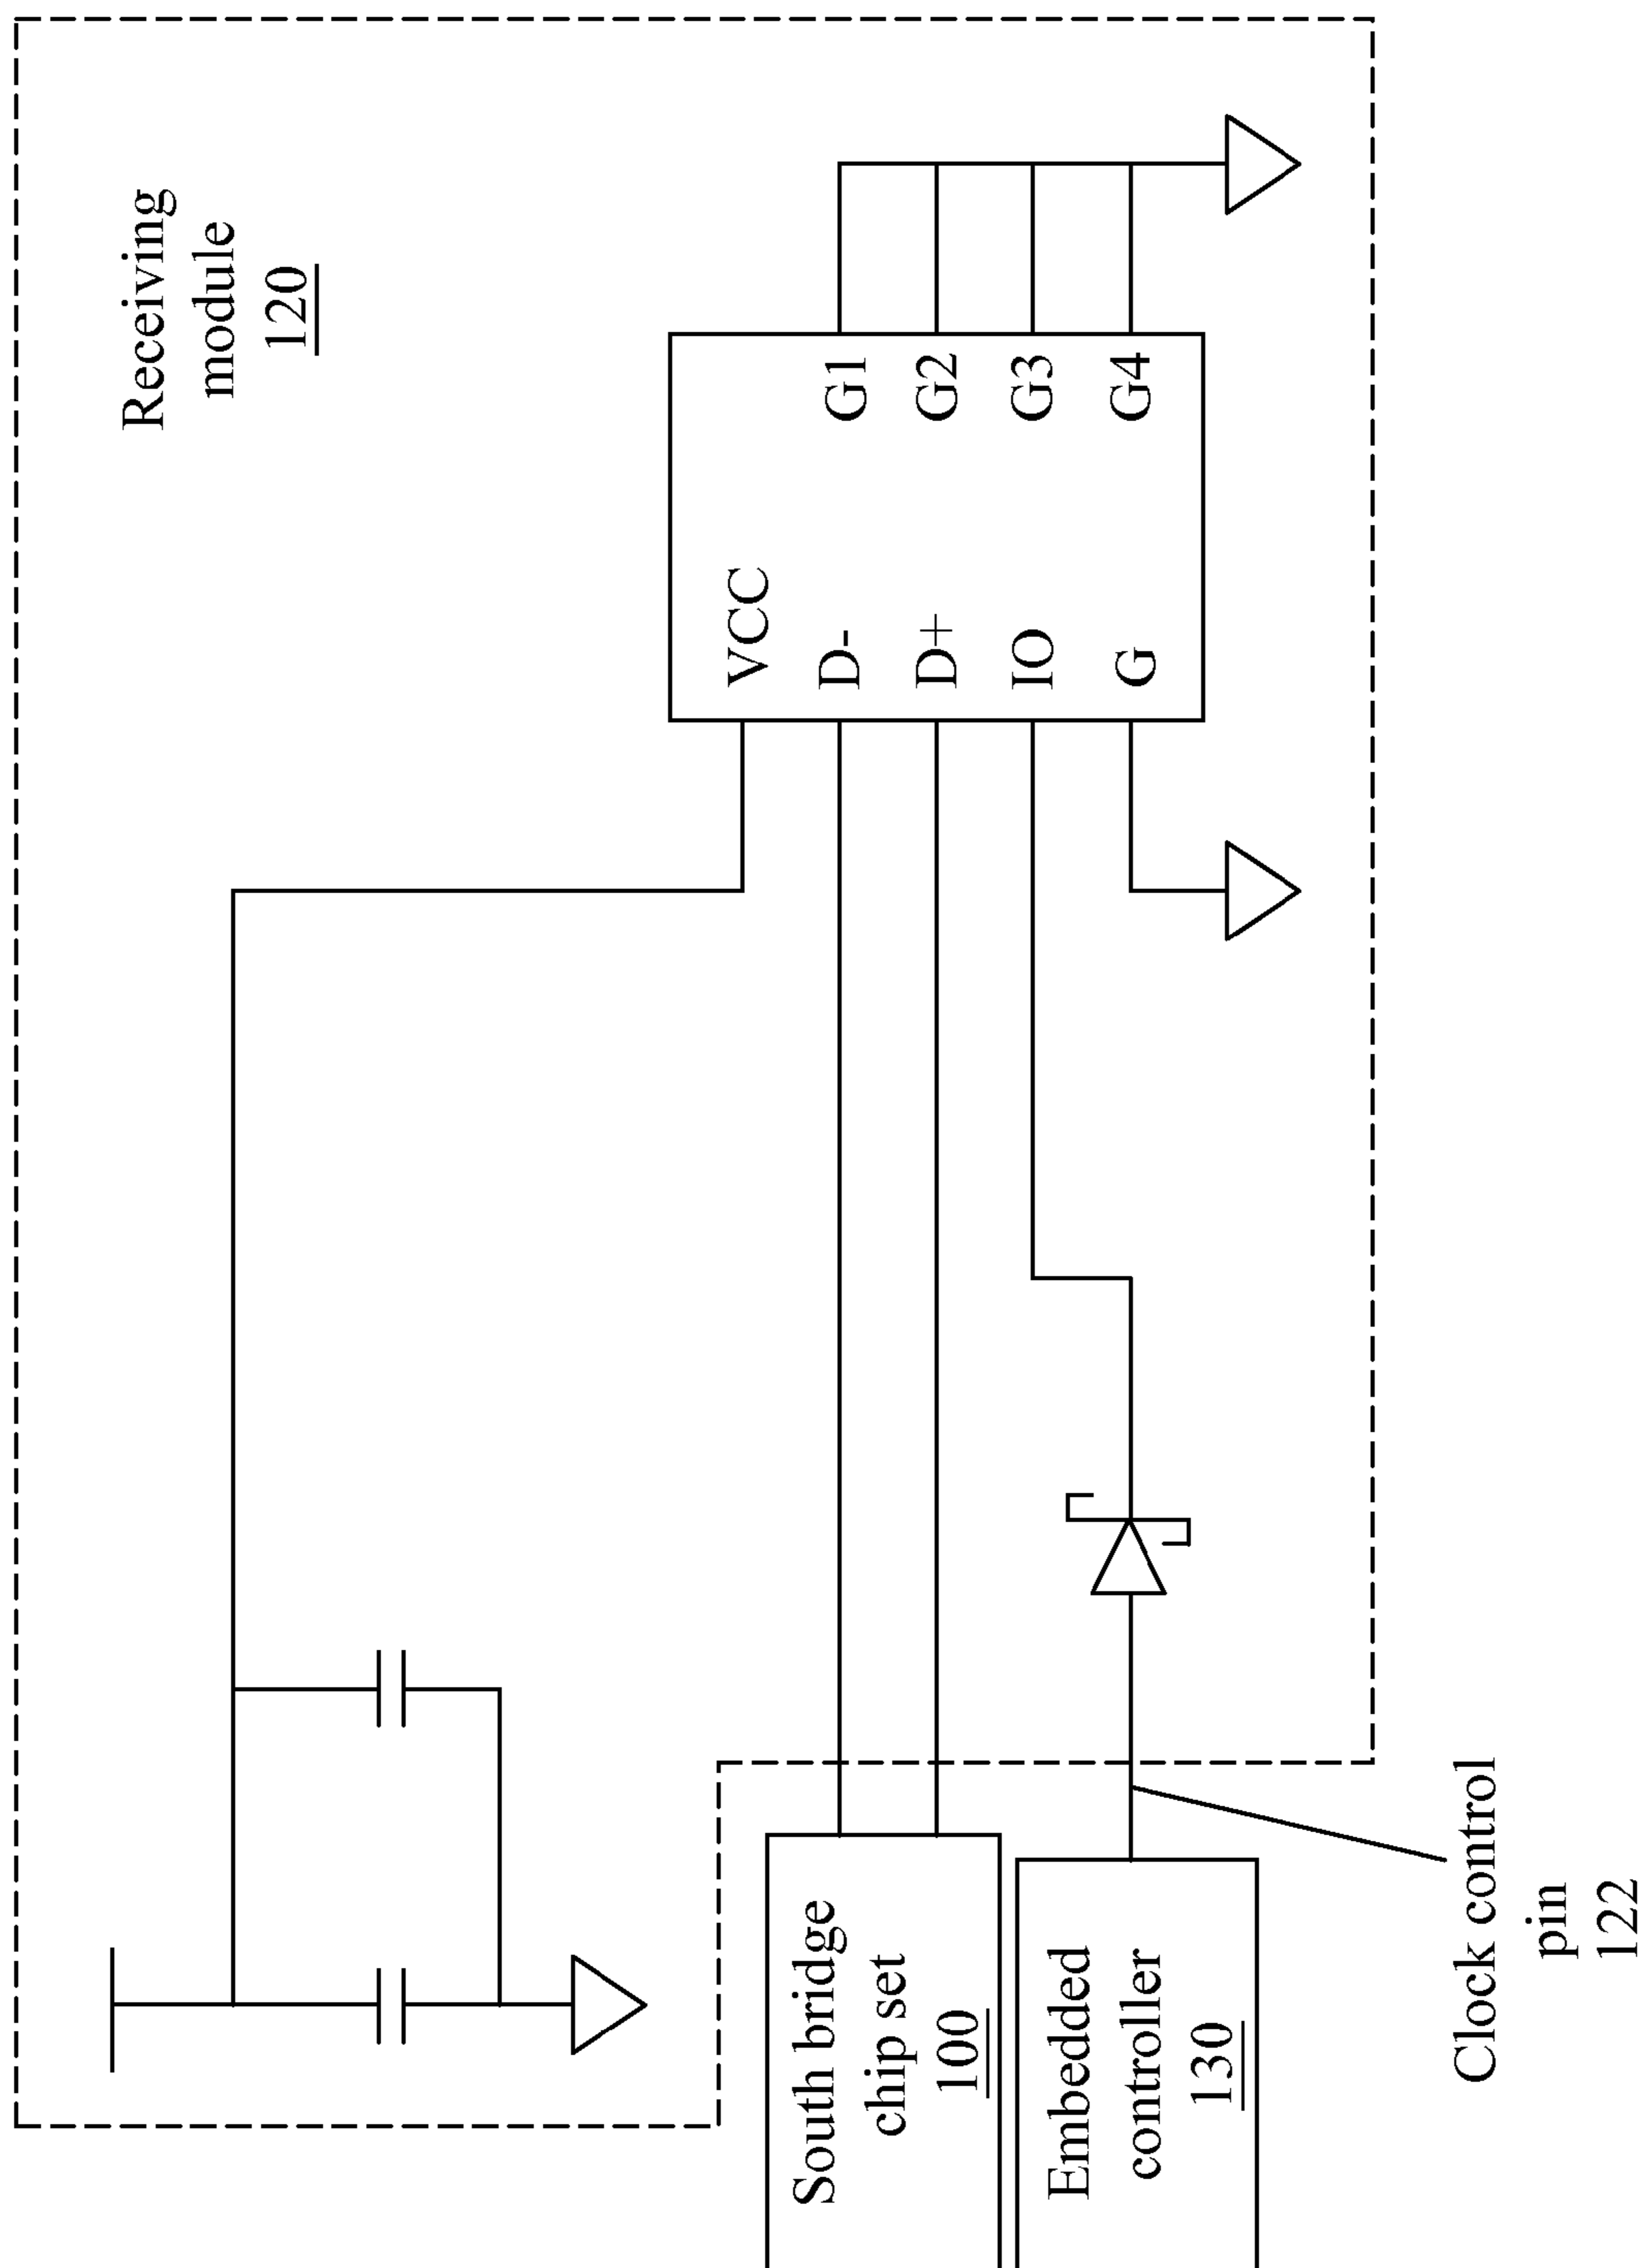 Receiving
module
120
VCC
D-
D+
IO
G
G1
G2
G3
G4
South bridge
chip set
100
Embedded
controller
130
Clock control
pin
122